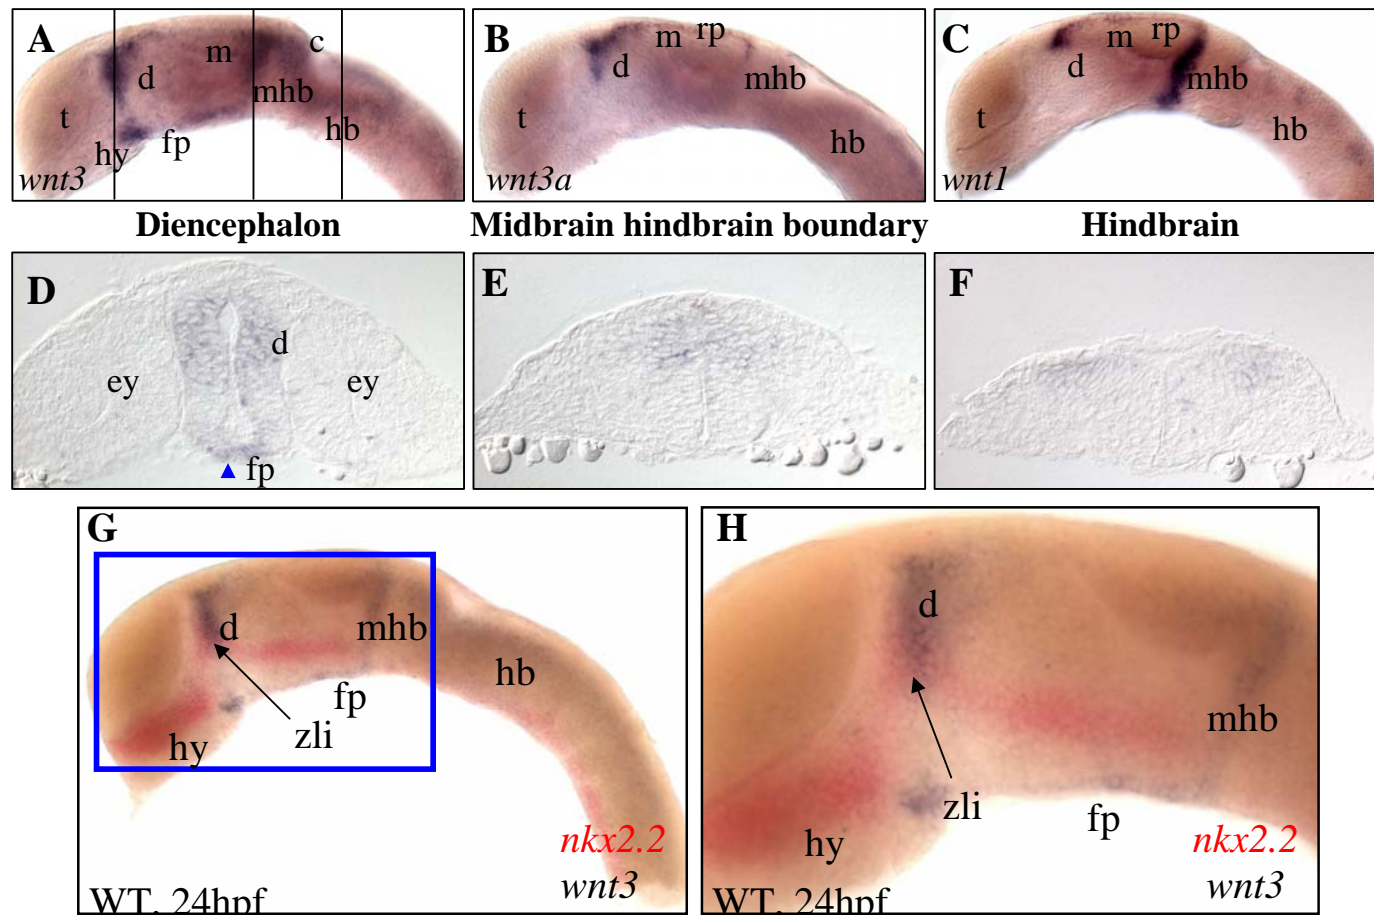 A
m
c
d
mhb
t
hb
hy
fp
wnt3
B
m
rp
d
mhb
t
hb
wnt3a
C
m
rp
d
mhb
t
hb
wnt1
Diencephalon
Midbrain hindbrain boundary
Hindbrain
D
d
ey
ey
fp
E
F
G
d
mhb
hb
fp
zli
hy
nkx2.2
wnt3
WT, 24hpf
H
d
mhb
zli
fp
hy
nkx2.2
wnt3
WT, 24hpf